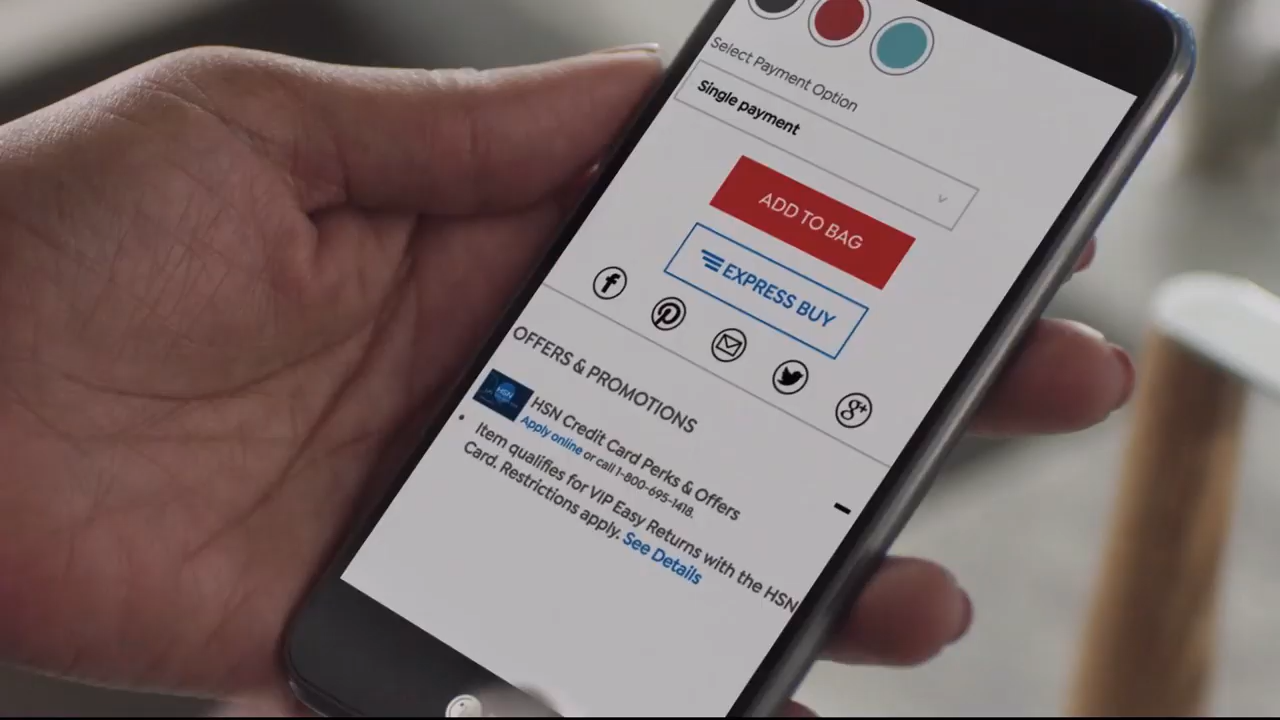 Select Payment Option
Single payment
ADD TO BAG
EXPRESS BUY
OFFERS & PROMOTIONS
HSN
HSN Credit Card Perks & Offers
Apply online or call 1-800-695-1418.
Item qualifies for VIP Easy Returns with the HSN
Card. Restrictions apply. See Details